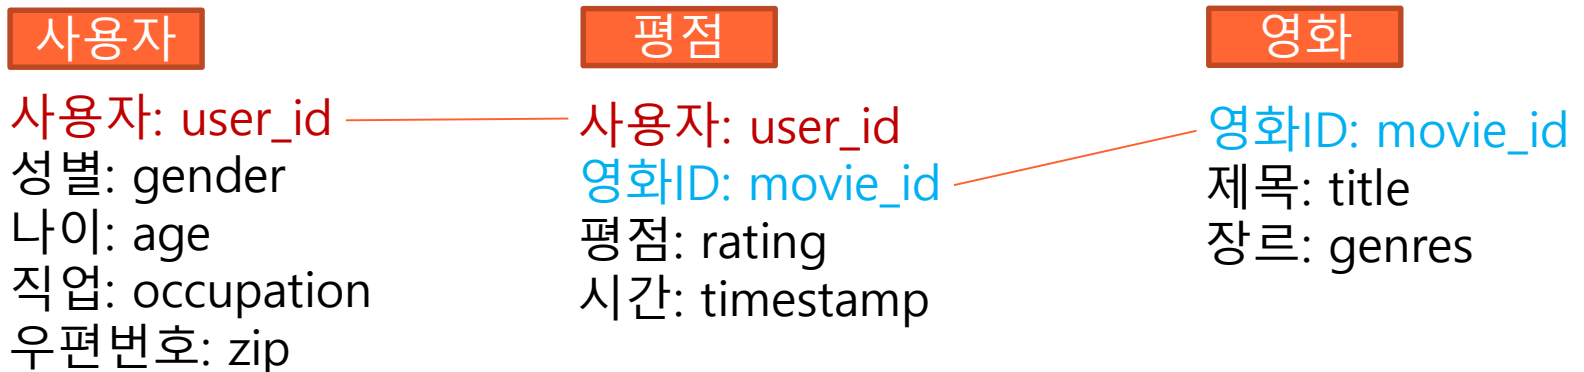 사용자
사용자: user_id
성별: gender
나이: age
직업: occupation
우편번호: zip
평점
사용자: user_id
영화ID: movie_id
평점: rating
시간: timestamp
영화
영화ID: movie_id
제목: title
장르: genres